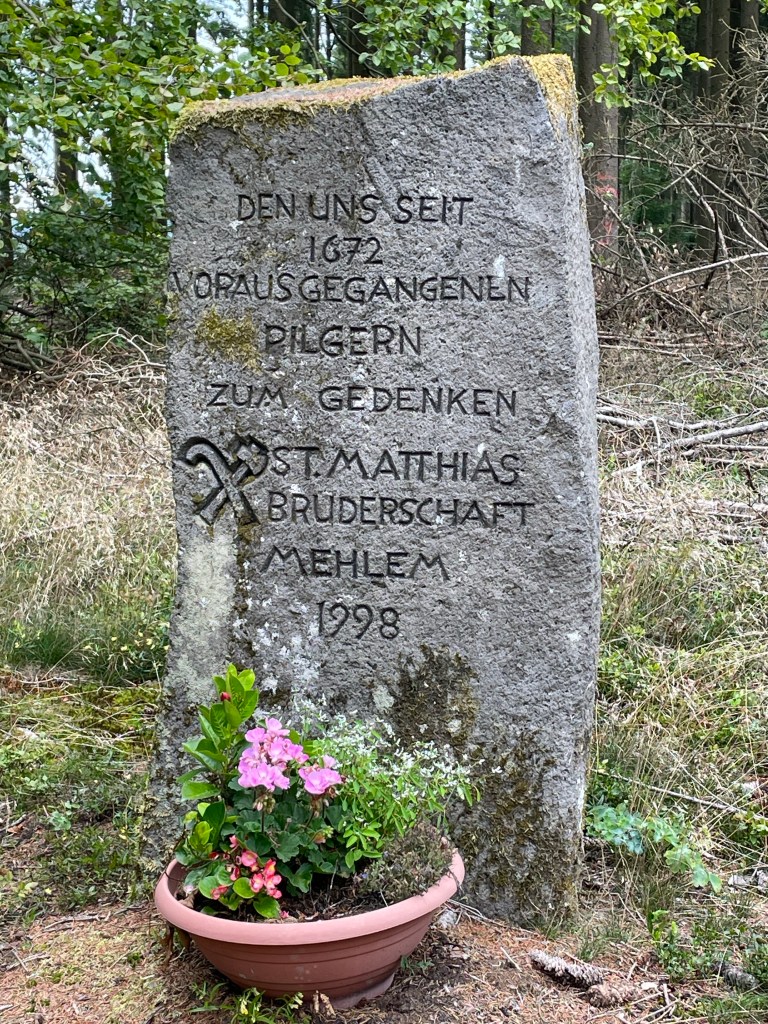 DEN UNS SEIT
1672
VORAUSGEGANGENEN
PILGERN
ZUM GEDENKEN
ST. MATTHIAS
BRUDERSCHAFT
MEHLEM
1998